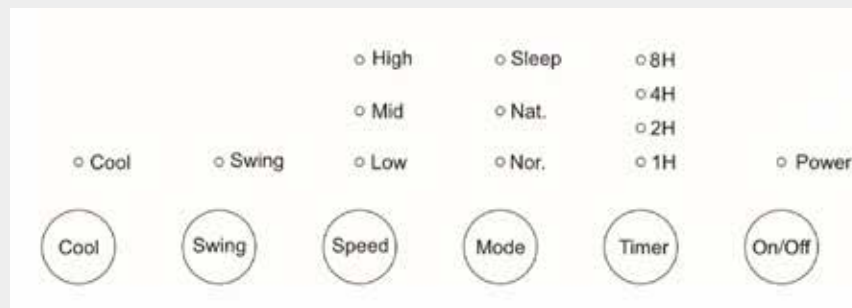 High Sleep 8H
4H
Mid Nat.
2H
Cool Swing Low Nor. 1H Power
Cool Swing Speed Mode Timer On/Off